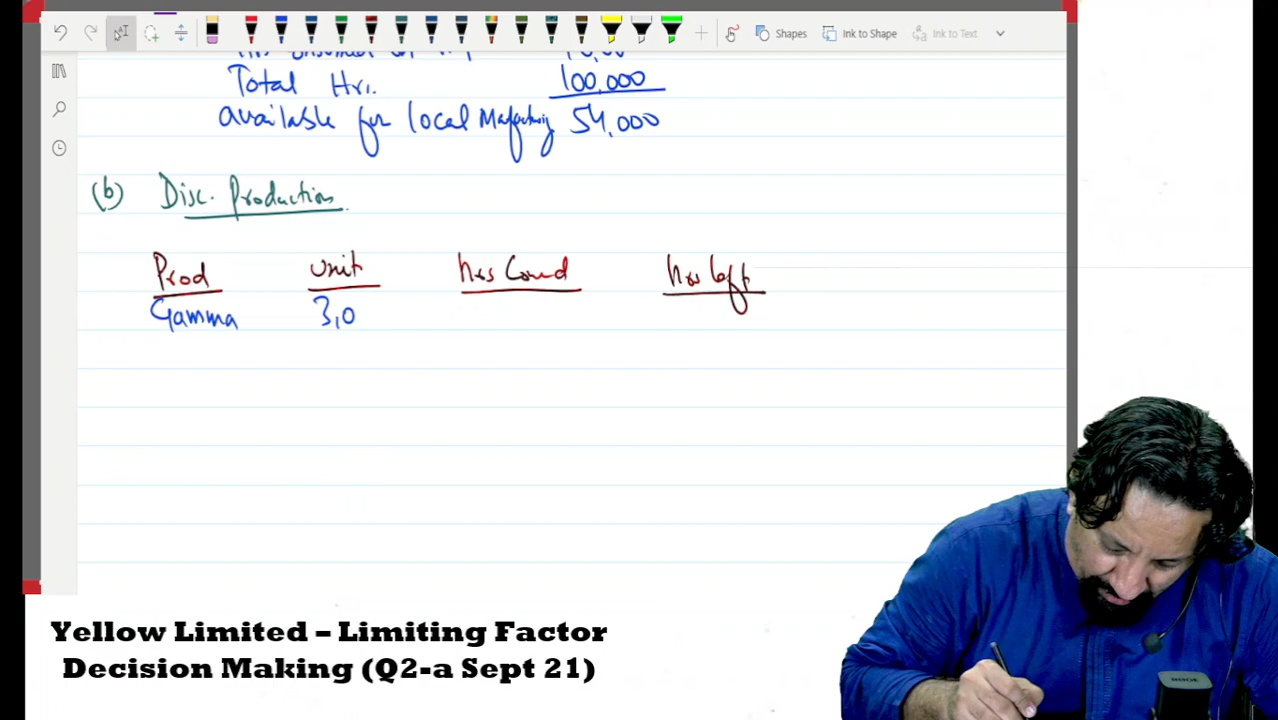 Shapes Ink to Shape Ink to Text
Total Hrs. 100,000
available for local 54,000
(b) Disc. Production
Prod unit hrs Consd hrs left
Gamma 3,0
Yellow Limited – Limiting Factor
Decision Making (Q2-a Sept 21)